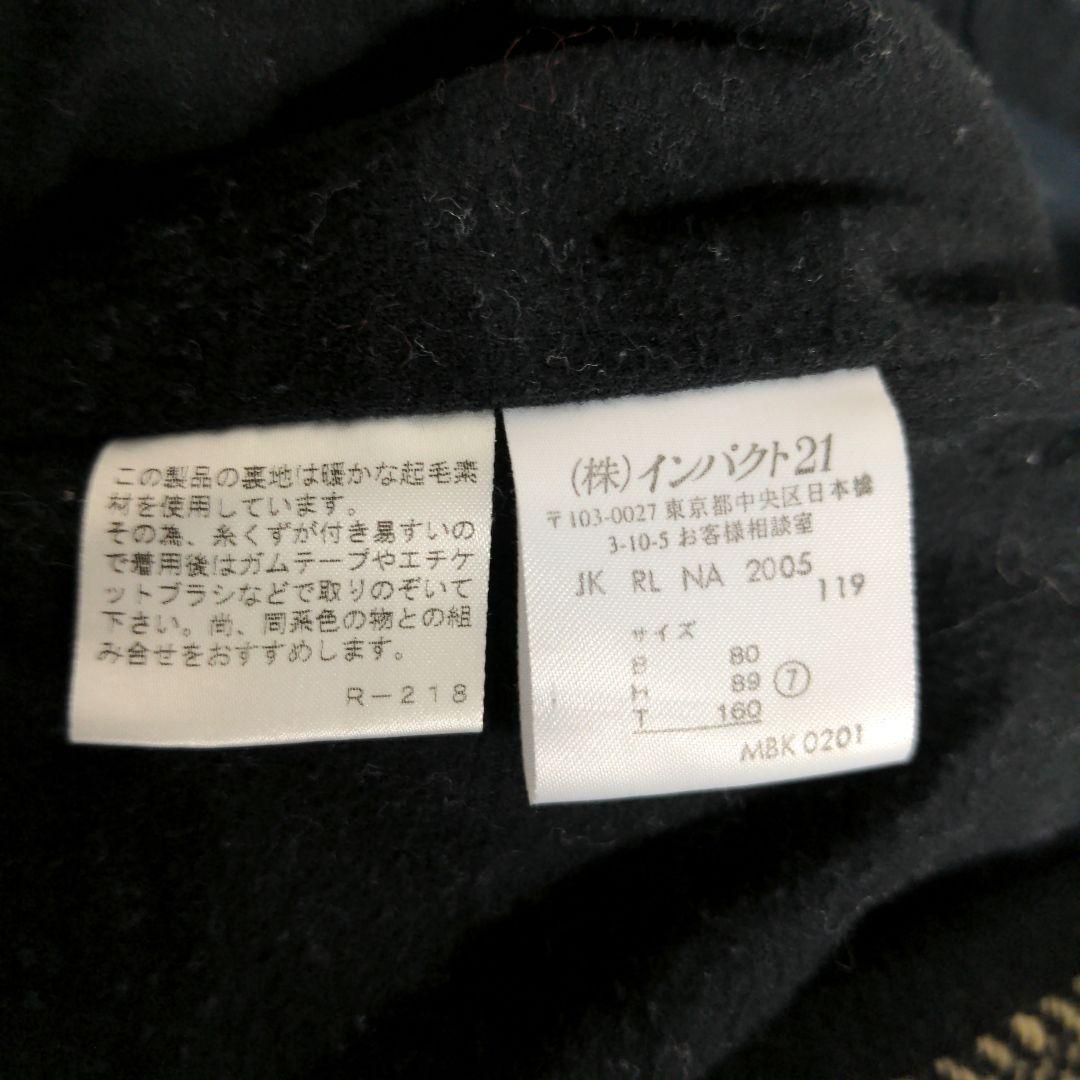 この製品の裏地は暖かな起毛素
材を使用しています。
その為、糸くずが付き易すいの
で着用後はガムテープやエチケ
ットブラシなどで取りのぞいて
下さい。尚、同系色の物との組
み合せをおすすめします。
R-218
(株)インパクト21
〒103-0027 東京都中央区日本橋
3-10-5 お客様相談室
JK RL NA 2005
119
サイズ
B 80
H 89 ⑦
T 160
MBK 0201